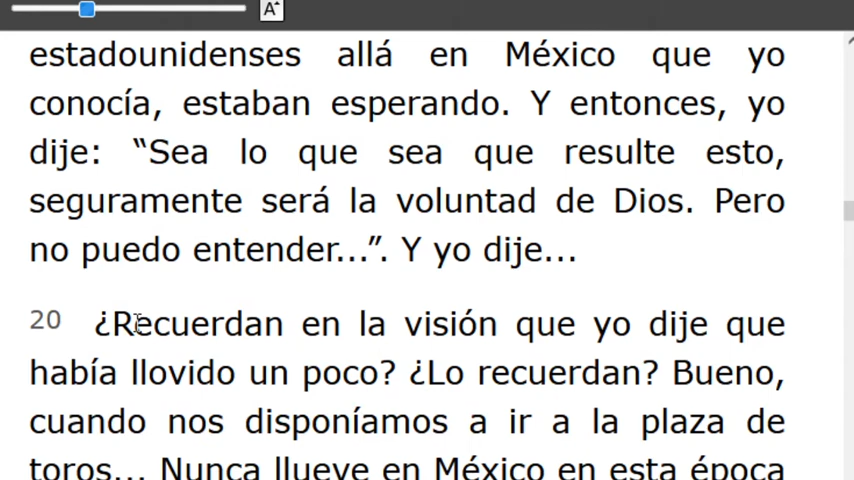 A
estadounidenses allá en México que yo
conocía, estaban esperando. Y entonces, yo
dije: “Sea lo que sea que resulte esto,
seguramente será la voluntad de Dios. Pero
no puedo entender...”. Y yo dije...
20 ¿Recuerdan en la visión que yo dije que
había llovido un poco? ¿Lo recuerdan? Bueno,
cuando nos disponíamos a ir a la plaza de
toros... Nunca llueve en México en esta época